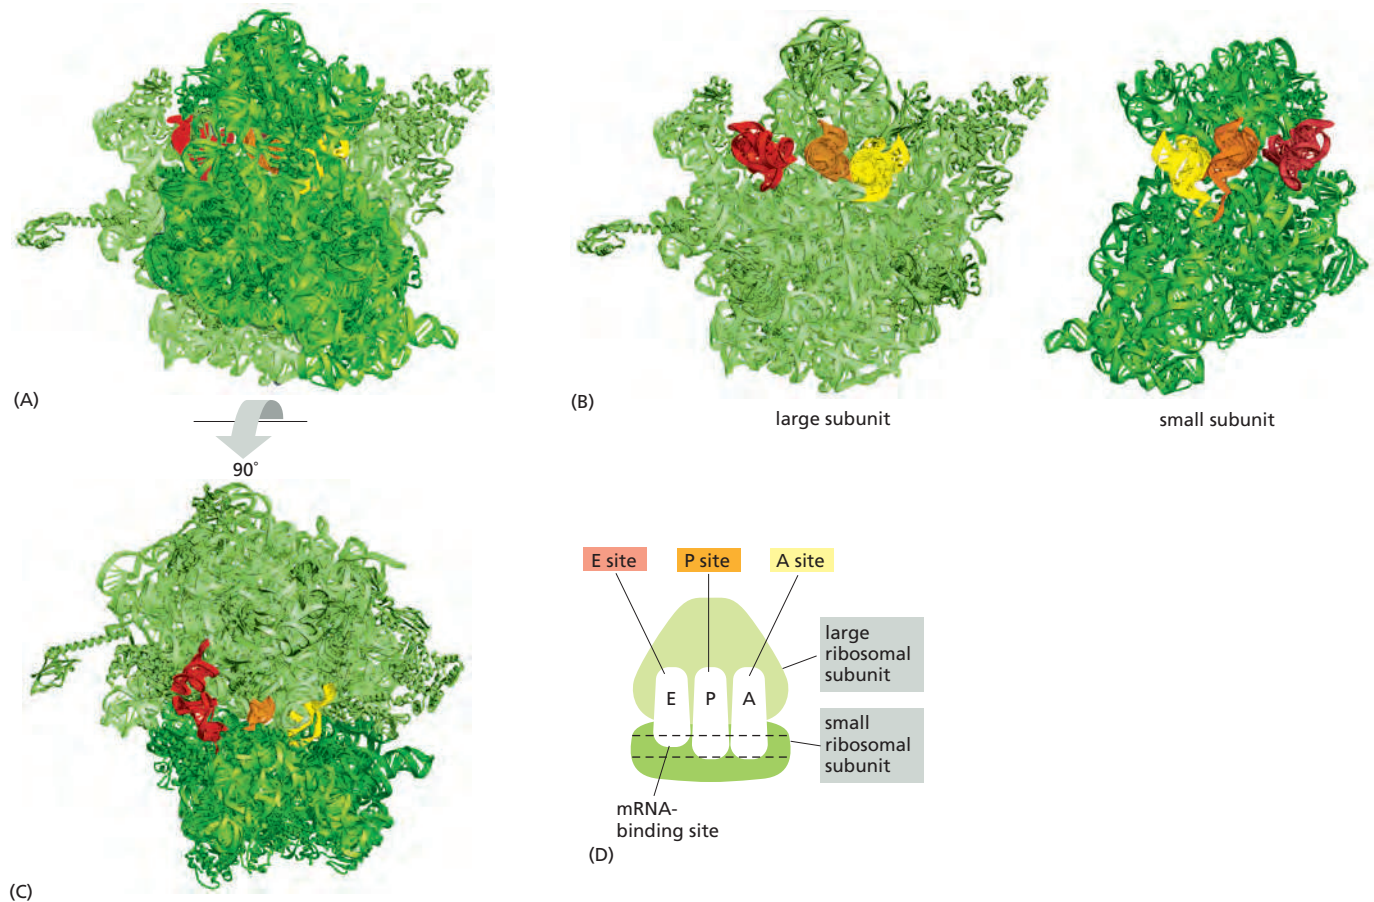 (A)
(B)
large subunit
small subunit
90°
(C)
E site
P site
A site
large
ribosomal
subunit
E
P
A
small
ribosomal
subunit
mRNA-
binding site
(D)